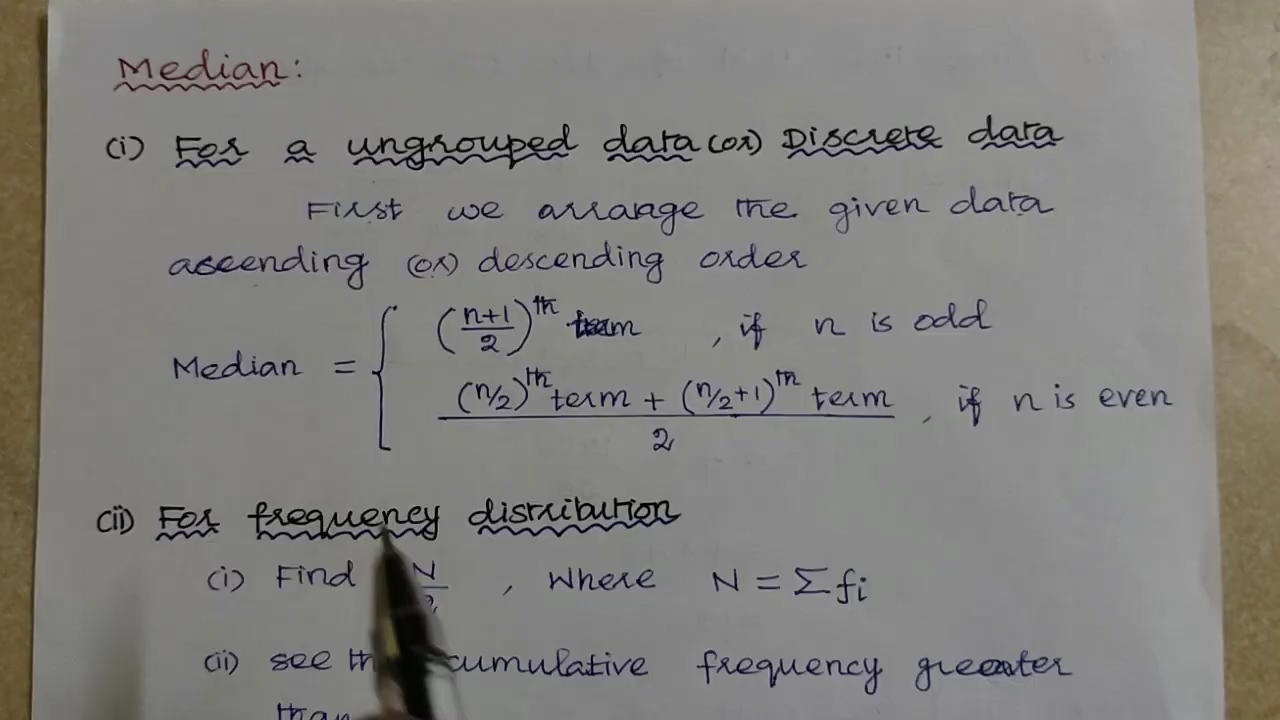 Median:
(i) For a ungrouped data (or) Discrete data
First we arrange the given data
ascending (or) descending order
Median = { ((n+1)/2)th term , if n is odd
((n/2)th term + (n/2+1)th term)/2 , if n is even
(ii) For frequency distribution
(i) Find N/2 , Where N = Σfi
(ii) see cumulative frequency greater
than